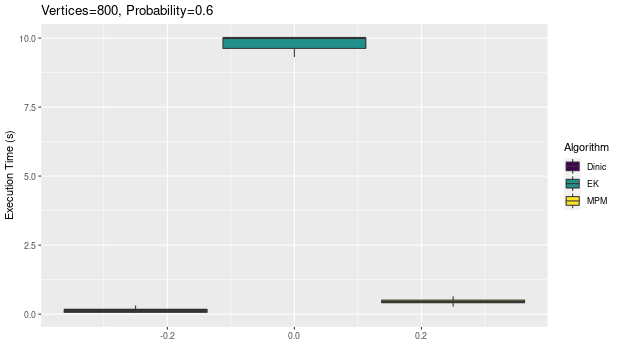 Vertices=800, Probability=0.6
10.0
7.5
5.0
2.5
0.0
Execution Time (s)
-0.2
0.0
0.2
Algorithm
Dinic
EK
MPM